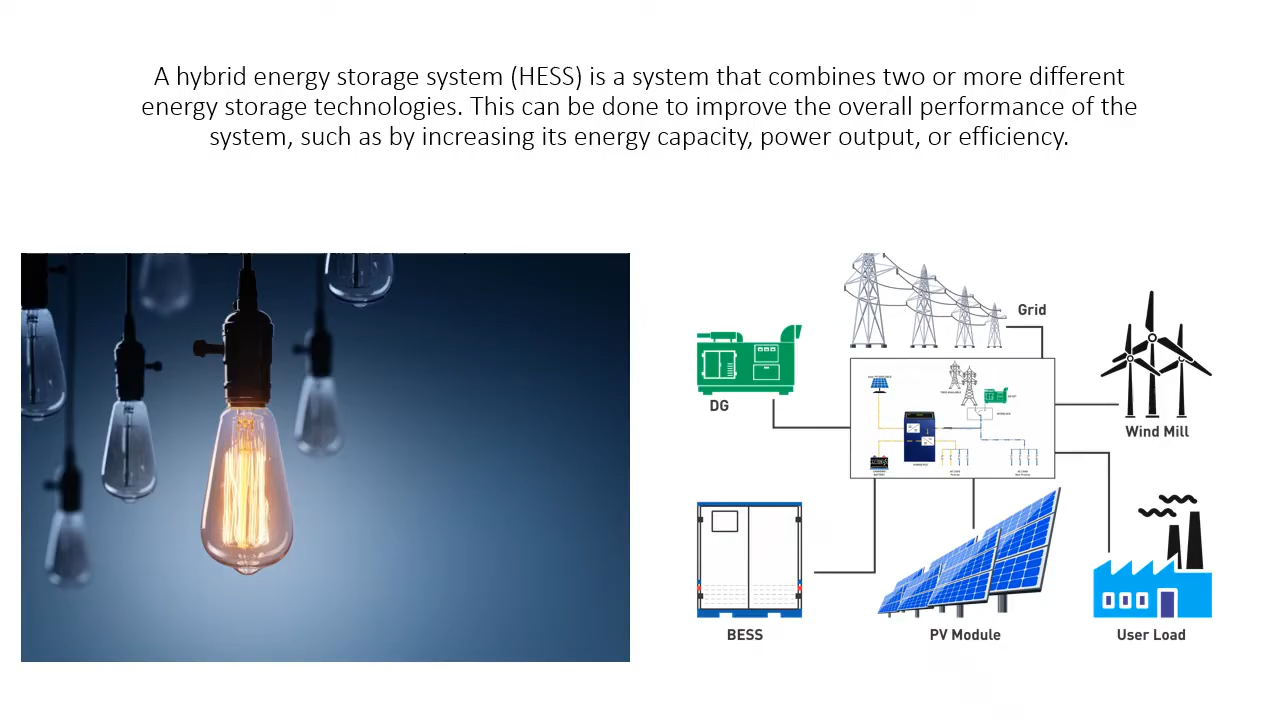 A hybrid energy storage system (HESS) is a system that combines two or more different
energy storage technologies. This can be done to improve the overall performance of the
system, such as by increasing its energy capacity, power output, or efficiency.
Grid
DG
Wind Mill
BESS
PV Module
User Load